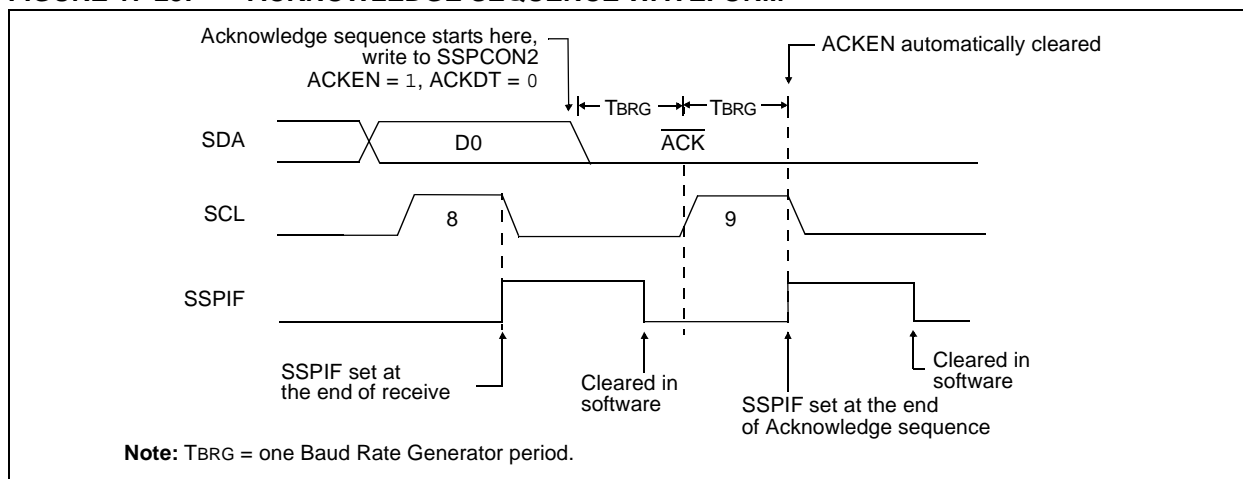 Acknowledge sequence starts here,
write to SSPCON2
ACKEN = 1, ACKDT = 0
ACKEN automatically cleared
TBRG
TBRG
SDA
D0
ACK
SCL
8
9
SSPIF
SSPIF set at
the end of receive
Cleared in
software
SSPIF set at the end
of Acknowledge sequence
Cleared in
software
Note: TBRG = one Baud Rate Generator period.